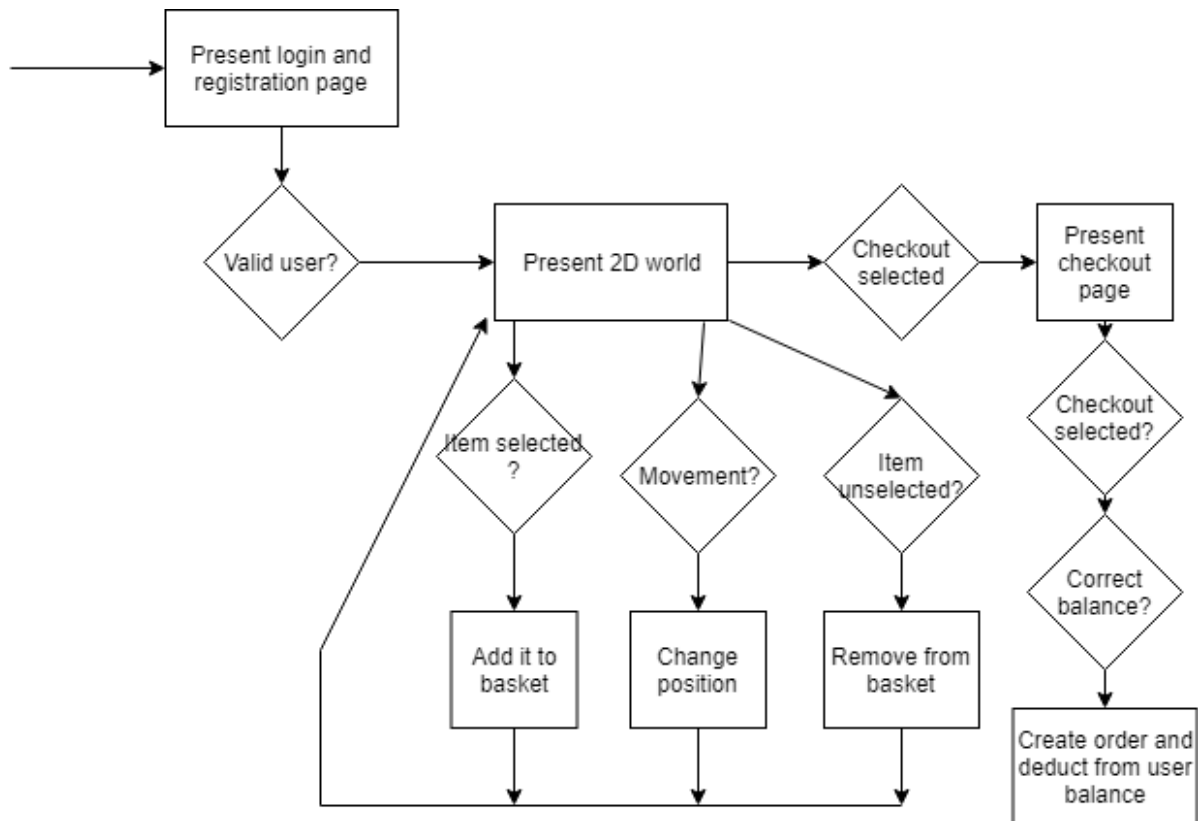 Present login and
registration page
Valid user?
Present 2D world
Checkout
selected
Present
checkout
page
Item selected
?
Movement?
Item
unselected?
Checkout
selected?
Add it to
basket
Change
position
Remove from
basket
Correct
balance?
Create order and
deduct from user
balance